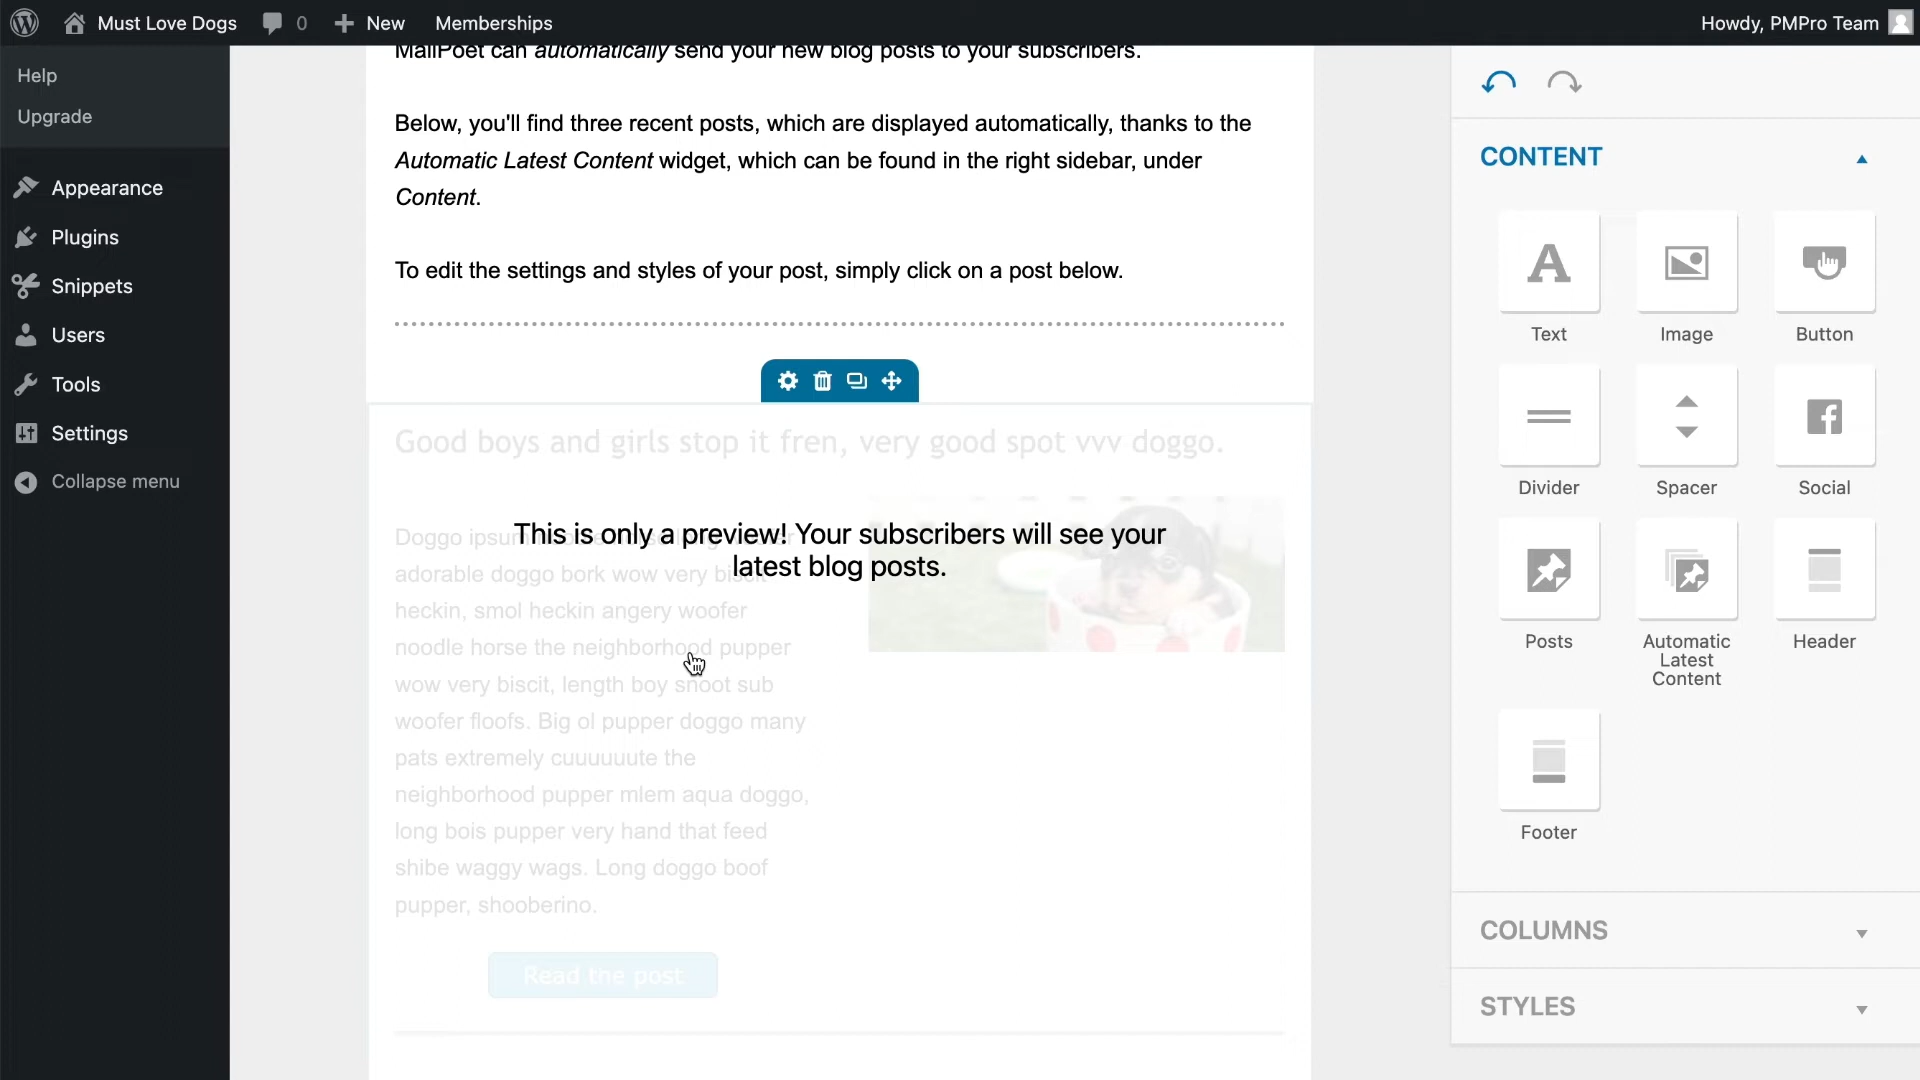 Must Love Dogs
0
New
Memberships
Howdy, PMPro Team
Help
Upgrade
Appearance
Plugins
Snippets
Users
Tools
Settings
Collapse menu
MailPoet can automatically send your new blog posts to your subscribers.
Below, you'll find three recent posts, which are displayed automatically, thanks to the
Automatic Latest Content widget, which can be found in the right sidebar, under
Content.
To edit the settings and styles of your post, simply click on a post below.
Good boys and girls stop it fren, very good spot vvv doggo.
This is only a preview! Your subscribers will see your
latest blog posts.
Doggo ipsum
adorable doggo bork wow very biscit
heckin, smol heckin angery woofer
noodle horse the neighborhood pupper
wow very biscit, length boy shoot sub
woofer floofs. Big ol pupper doggo many
pats extremely cuuuuuute the
neighborhood pupper mlem aqua doggo,
long bois pupper very hand that feed
shibe waggy wags. Long doggo boof
pupper, shooberino.
Read the post
CONTENT
Text
Image
Button
Divider
Spacer
Social
Posts
Automatic
Latest
Content
Header
Footer
COLUMNS
STYLES